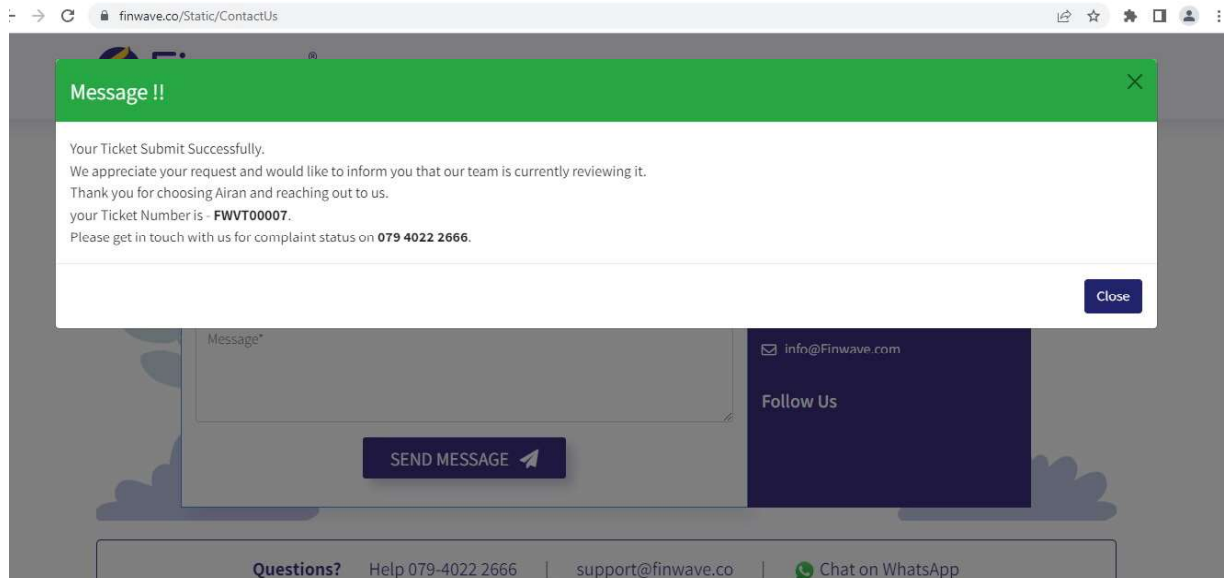 finwave.co/Static/ContactUs
®
Message !!
Your Ticket Submit Successfully.
We appreciate your request and would like to inform you that our team is currently reviewing it.
Thank you for choosing Airan and reaching out to us.
your Ticket Number is - FWVT00007.
Please get in touch with us for complaint status on 079 4022 2666.
Close
Message*
info@Finwave.com
Follow Us
SEND MESSAGE
Questions? Help 079-4022 2666 | support@finwave.co | Chat on WhatsApp